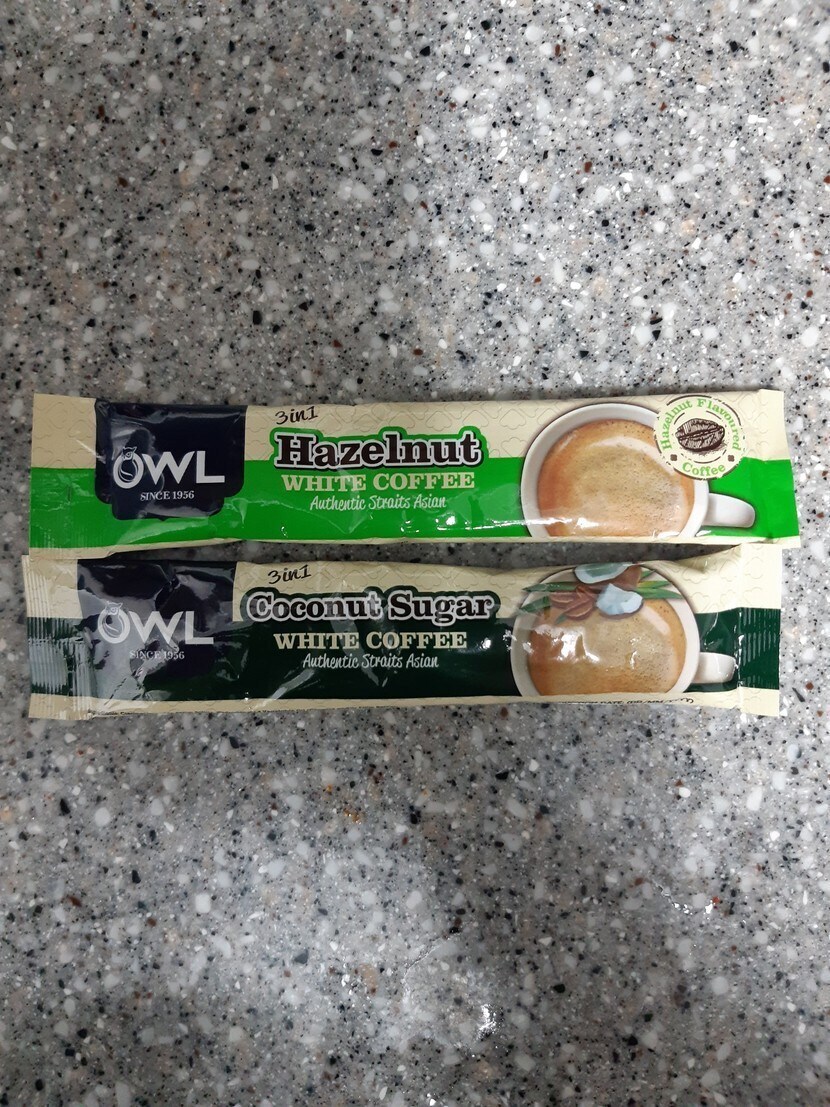 3in1
Hazelnut
WHITE COFFEE
Authentic Straits Asian
OWL
SINCE 1956
Hazelnut Flavoured
Coffee
3in1
Coconut Sugar
WHITE COFFEE
Authentic Straits Asian
OWL
SINCE 1956